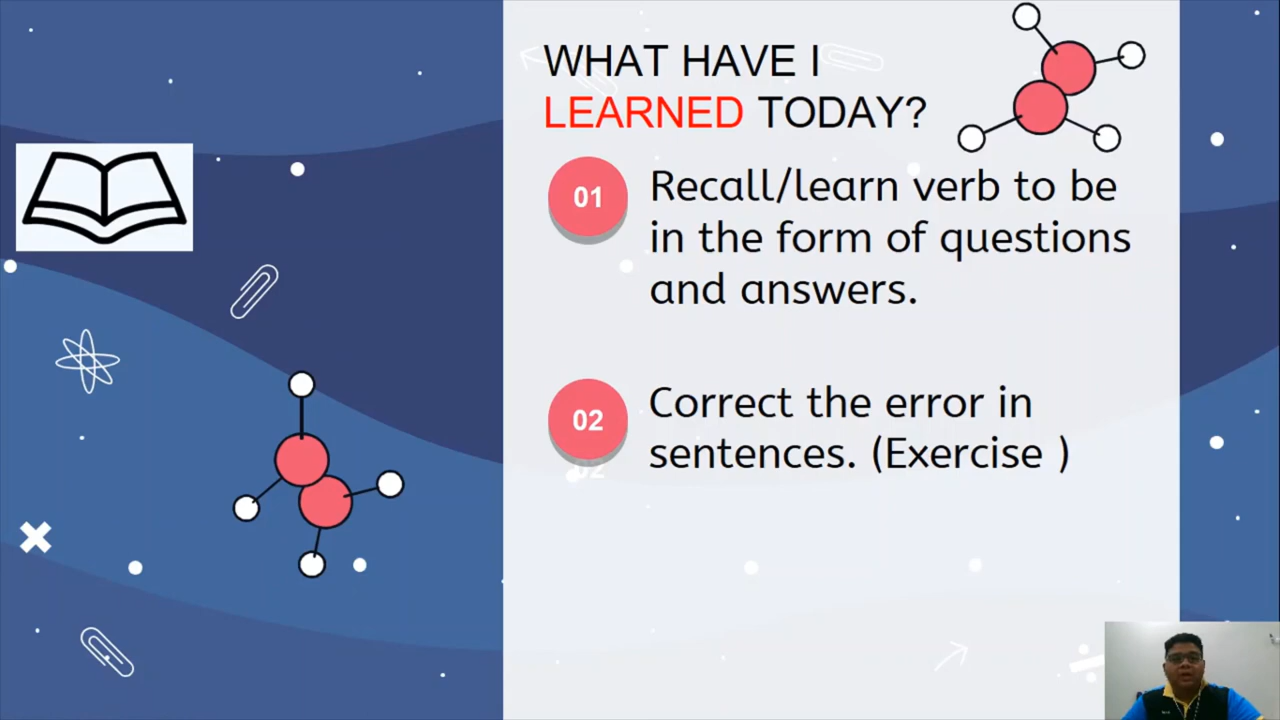 WHAT HAVE I
LEARNED TODAY?
01
Recall/learn verb to be
in the form of questions
and answers.
02
Correct the error in
sentences. (Exercise )
02